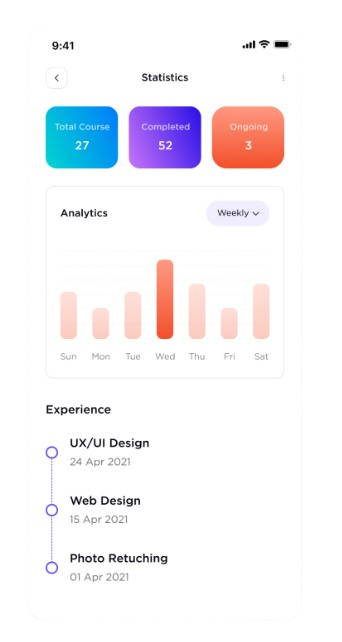 9:41
Statistics
Total Course
27
Completed
52
Ongoing
3
Analytics
Weekly
Sun Mon Tue Wed Thu Fri Sat
Experience
UX/UI Design
24 Apr 2021
Web Design
15 Apr 2021
Photo Retuching
01 Apr 2021